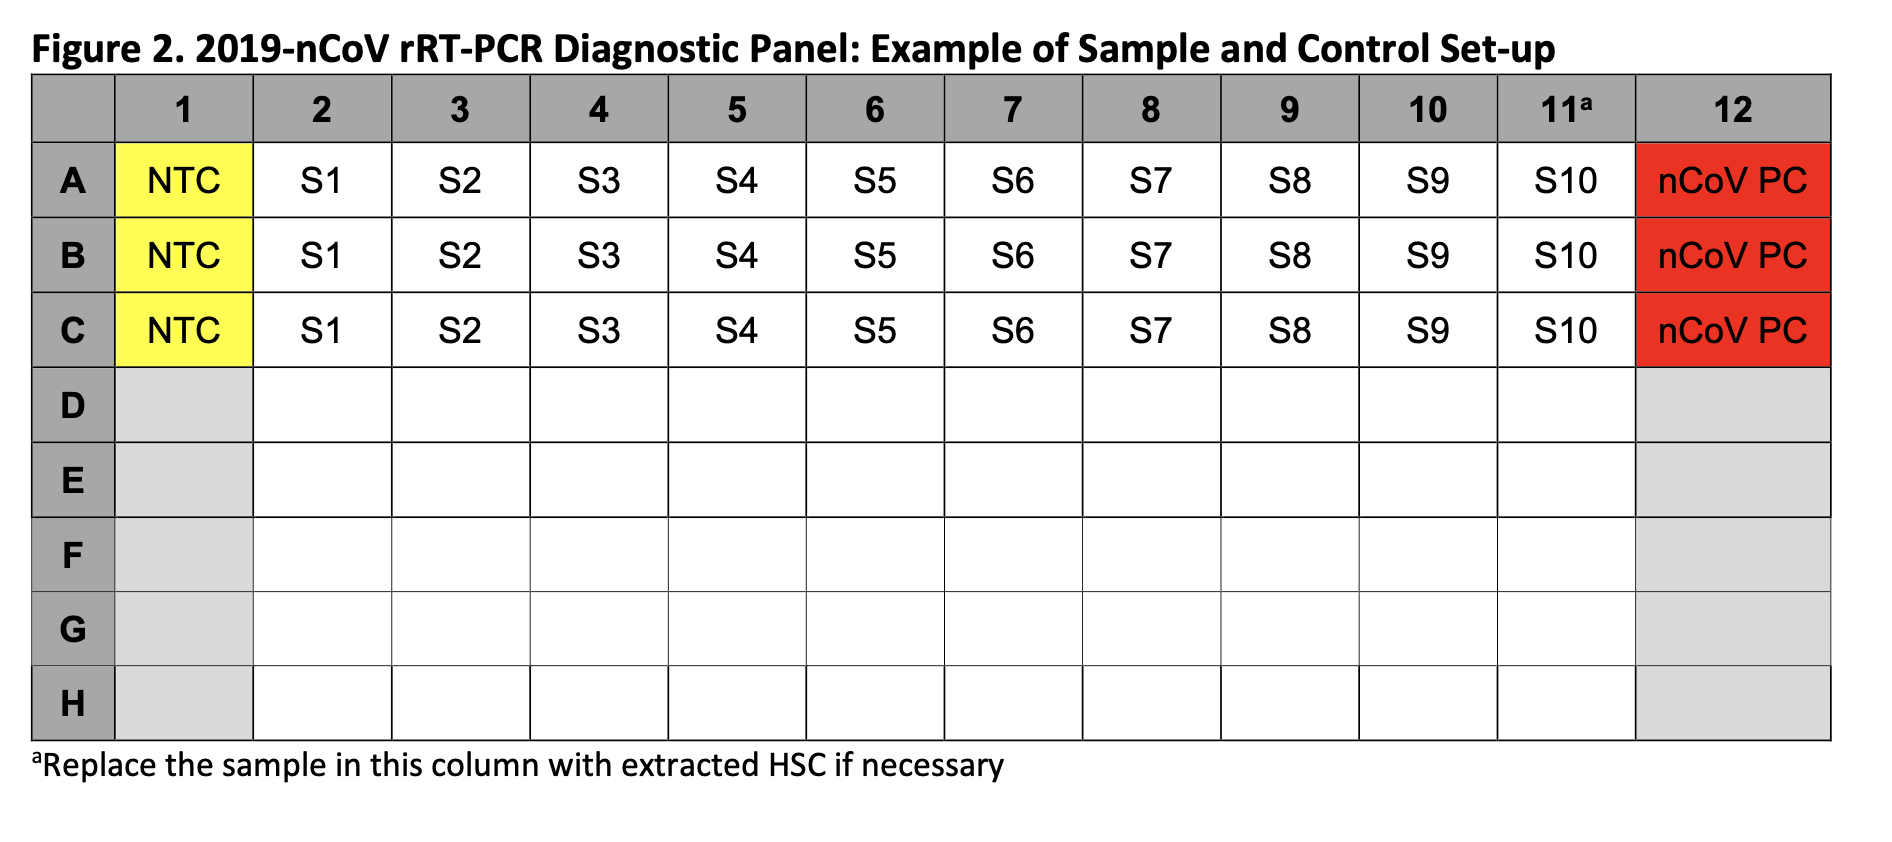 Figure 2. 2019-nCoV rRT-PCR Diagnostic Panel: Example of Sample and Control Set-up
1 2 3 4 5 6 7 8 9 10 11ᵃ 12
A NTC S1 S2 S3 S4 S5 S6 S7 S8 S9 S10 nCoV PC
B NTC S1 S2 S3 S4 S5 S6 S7 S8 S9 S10 nCoV PC
C NTC S1 S2 S3 S4 S5 S6 S7 S8 S9 S10 nCoV PC
D
E
F
G
H
ᵃReplace the sample in this column with extracted HSC if necessary